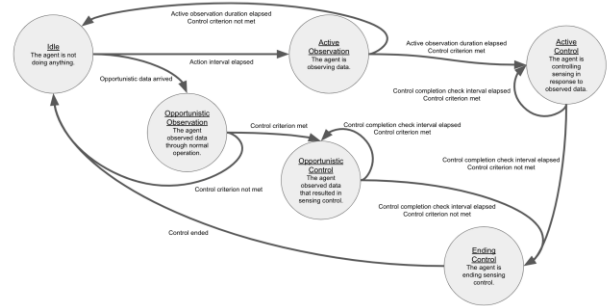 Active observation duration elapsed
Control criterion not met
Idle
The agent is not
doing anything.
Action interval elapsed
Active
Observation
The agent is
observing data.
Active observation duration elapsed
Control criterion met
Active
Control
The agent is
controlling
sensing in
response to
observed data.
Opportunistic data arrived
Control completion check interval elapsed
Control criterion met
Opportunistic
Observation
The agent
observed data
through normal
operation.
Control criterion met
Control completion check interval elapsed
Control criterion met
Opportunistic
Control
The agent
observed data
that resulted in
sensing control.
Control completion check interval elapsed
Control criterion not met
Control criterion not met
Control completion check interval elapsed
Control criterion not met
Control ended
Ending
Control
The agent is
ending sensing
control.